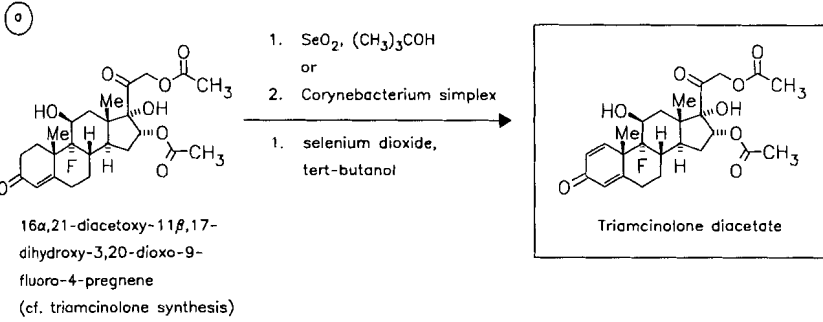 a
1. SeO2, (CH3)3COH
or
2. Corynebacterium simplex
1. selenium dioxide,
tert-butanol
O
O
CH3
O
Me
OH
HO
Me
H
O
CH3
F
H
O
O
O
O
CH3
O
Me
OH
HO
Me
H
O
CH3
F
H
O
O
16α,21-diacetoxy-11β,17-
dihydroxy-3,20-dioxo-9-
fluoro-4-pregnene
(cf. triamcinolone synthesis)
Triamcinolone diacetate